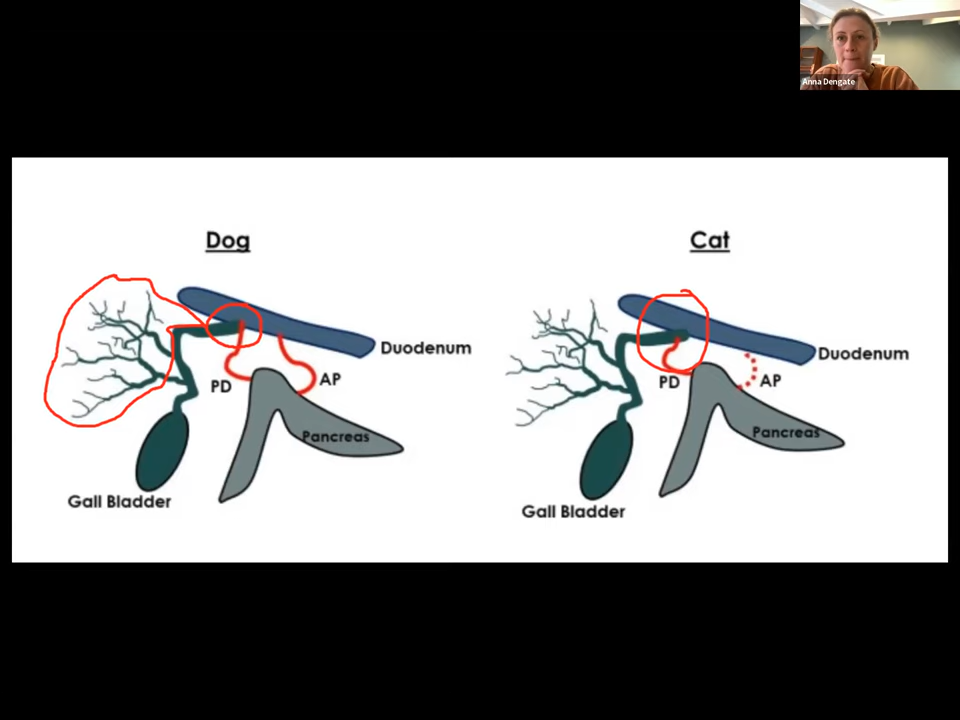 Anna Dengate
Dog
Cat
Duodenum
PD
AP
Pancreas
Gall Bladder
Duodenum
PD
AP
Pancreas
Gall Bladder